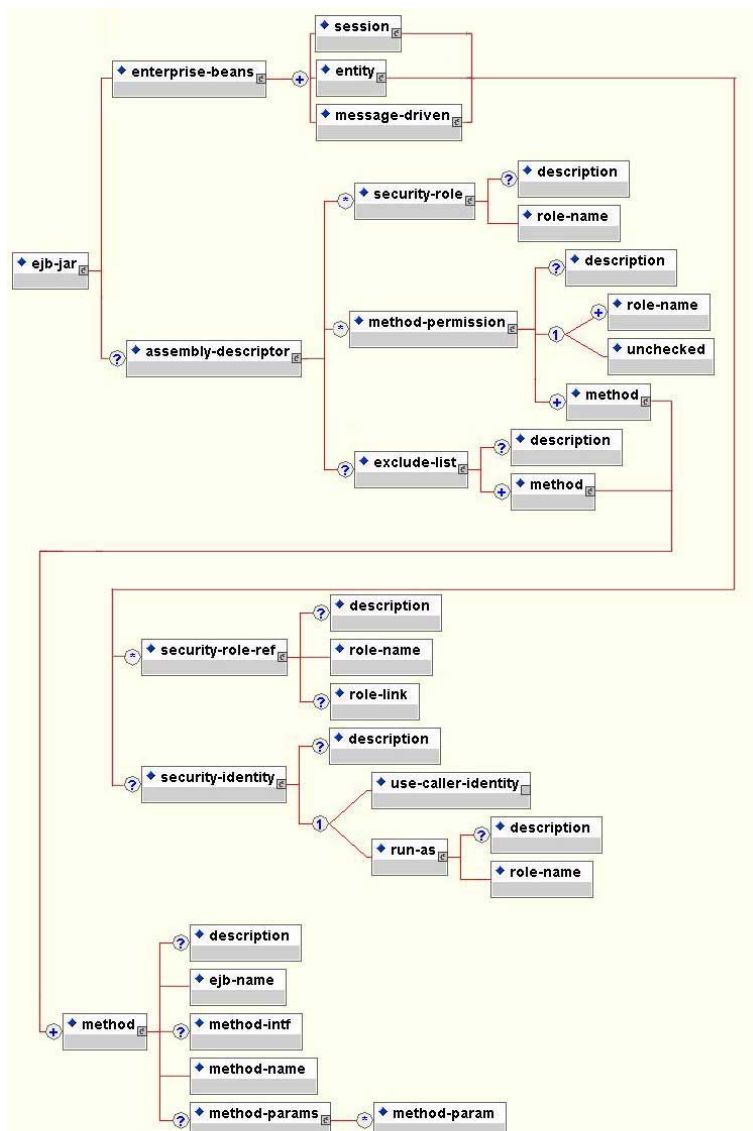 session
enterprise-beans
+
entity
message-driven
?
description
*
security-role
role-name
ejb-jar
?
description
+
role-name
*
method-permission
1
unchecked
?
assembly-descriptor
+
method
?
description
?
exclude-list
+
method
?
description
*
security-role-ref
role-name
?
role-link
?
description
?
security-identity
use-caller-identity
1
?
description
run-as
role-name
?
description
ejb-name
+
method
?
method-intf
method-name
?
method-params
*
method-param